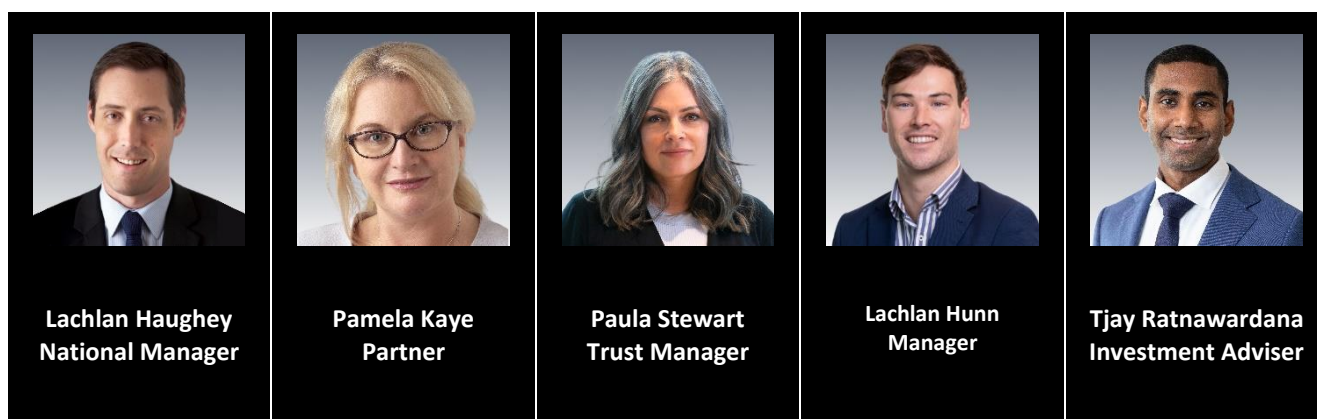 Lachlan Haughey
National Manager
Pamela Kaye
Partner
Paula Stewart
Trust Manager
Lachlan Hunn
Manager
Tjay Ratnawardana
Investment Adviser